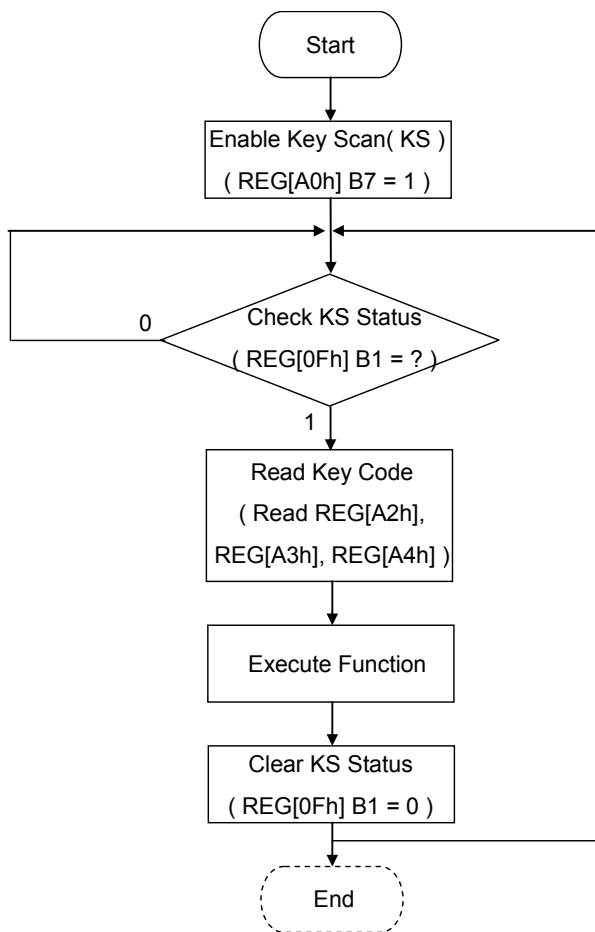 Start
Enable Key Scan( KS )
( REG[A0h] B7 = 1 )
Check KS Status
0
( REG[0Fh] B1 = ? )
1
Read Key Code
( Read REG[A2h],
REG[A3h], REG[A4h] )
Execute Function
Clear KS Status
( REG[0Fh] B1 = 0 )
End